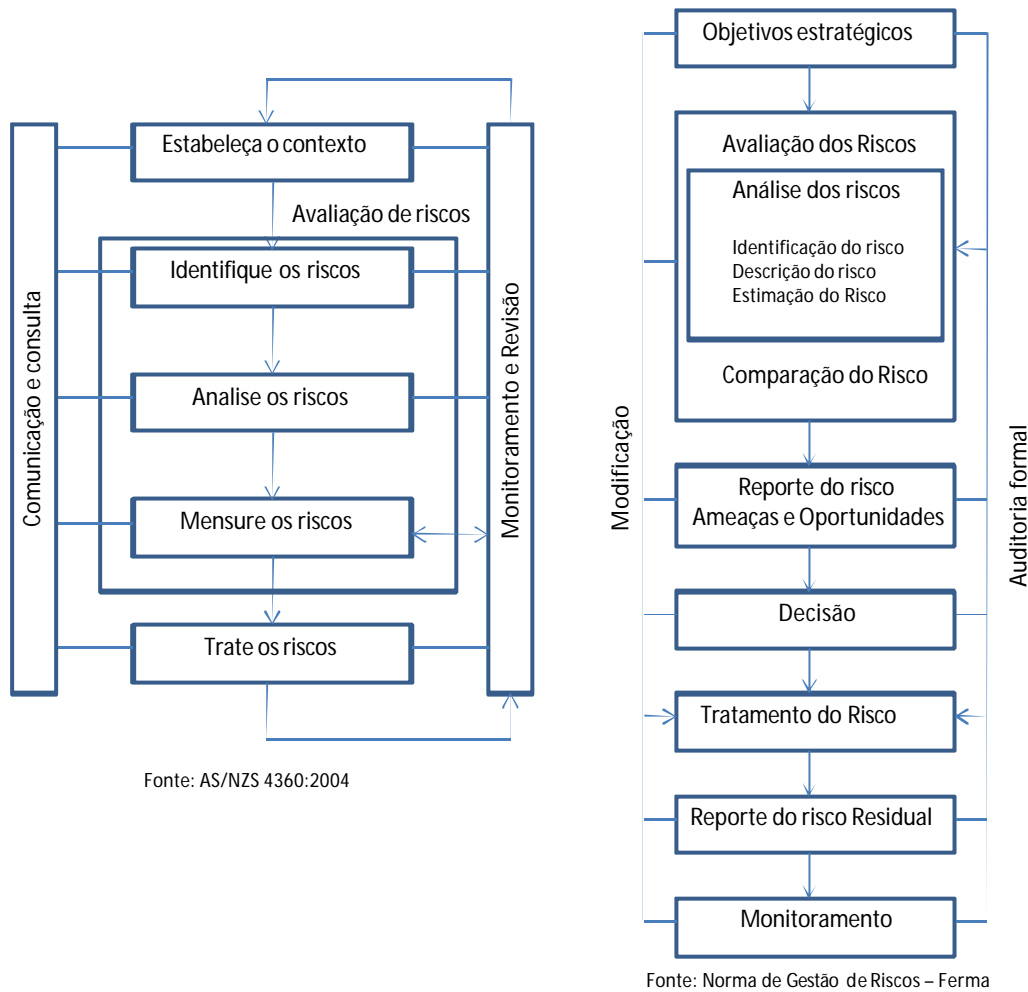 Estabeleça o contexto
Avaliação de riscos
Identifique os riscos
Analise os riscos
Mensure os riscos
Trate os riscos
Comunicação e consulta
Monitoramento e Revisão
Fonte: AS/NZS 4360:2004
Objetivos estratégicos
Avaliação dos Riscos
Análise dos riscos
Identificação do risco
Descrição do risco
Estimação do Risco
Comparação do Risco
Reporte do risco
Ameaças e Oportunidades
Decisão
Tratamento do Risco
Reporte do risco Residual
Monitoramento
Modificação
Auditoria formal
Fonte: Norma de Gestão de Riscos – Ferma